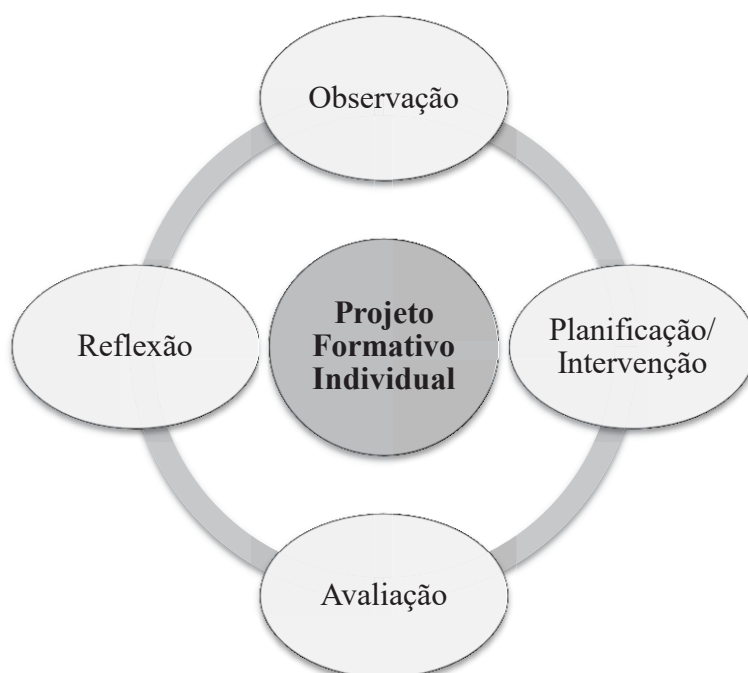 Observação
Reflexão
Projeto
Formativo
Individual
Planificação/
Intervenção
Avaliação